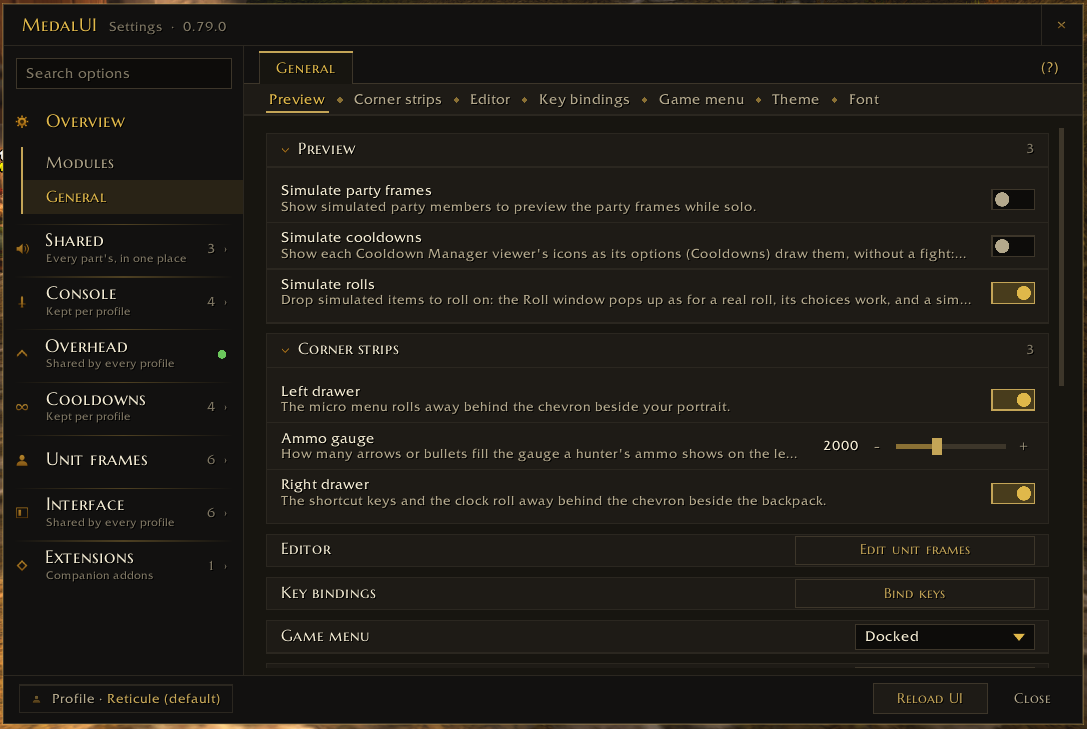 MedalUI Settings · 0.79.0 ×
Search options
General
(?)
Preview ◆ Corner strips ◆ Editor ◆ Key bindings ◆ Game menu ◆ Theme ◆ Font
Overview
Modules
General
Shared
Every part's, in one place
3 ›
Console
Kept per profile
4 ›
Overhead
Shared by every profile
Cooldowns
Kept per profile
4 ›
Unit frames
6 ›
Interface
Shared by every profile
6 ›
Extensions
Companion addons
1 ›
Preview 3
Simulate party frames
Show simulated party members to preview the party frames while solo.
Simulate cooldowns
Show each Cooldown Manager viewer's icons as its options (Cooldowns) draw them, without a fight:...
Simulate rolls
Drop simulated items to roll on: the Roll window pops up as for a real roll, its choices work, and a sim...
Corner strips 3
Left drawer
The micro menu rolls away behind the chevron beside your portrait.
Ammo gauge
How many arrows or bullets fill the gauge a hunter's ammo shows on the le...
2000 - +
Right drawer
The shortcut keys and the clock roll away behind the chevron beside the backpack.
Editor Edit unit frames
Key bindings Bind keys
Game menu Docked
Profile · Reticule (default)
Reload UI Close